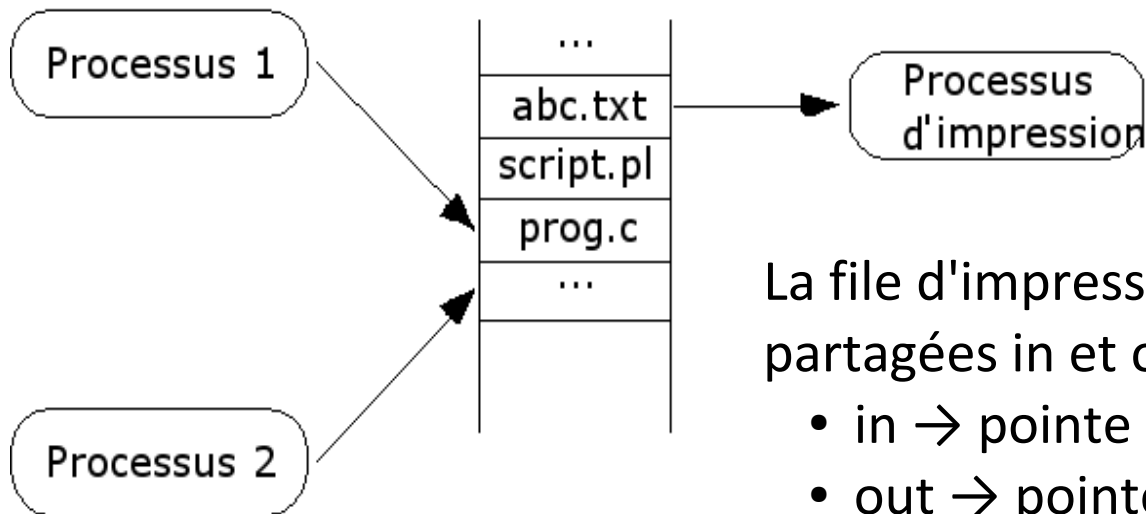 Processus 1
...
abc.txt
script.pl
prog.c
...
Processus
d'impression
Processus 2
La file d'impress
partagées in et
• in → pointe
• out → pointe